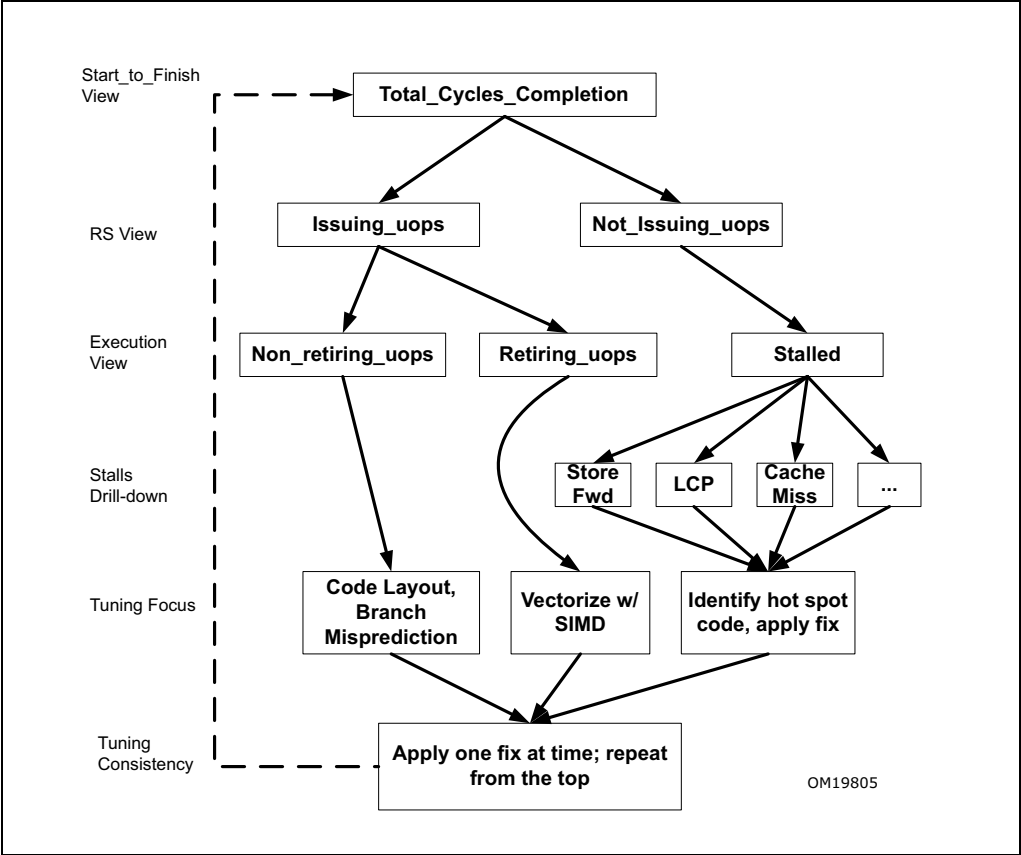 Start_to_Finish
View
Total_Cycles_Completion
RS View
Issuing_uops
Not_Issuing_uops
Execution
View
Non_retiring_uops
Retiring_uops
Stalled
Stalls
Drill-down
Store
Fwd
LCP
Cache
Miss
...
Tuning Focus
Code Layout,
Branch
Misprediction
Vectorize w/
SIMD
Identify hot spot
code, apply fix
Tuning
Consistency
Apply one fix at time; repeat
from the top
OM19805